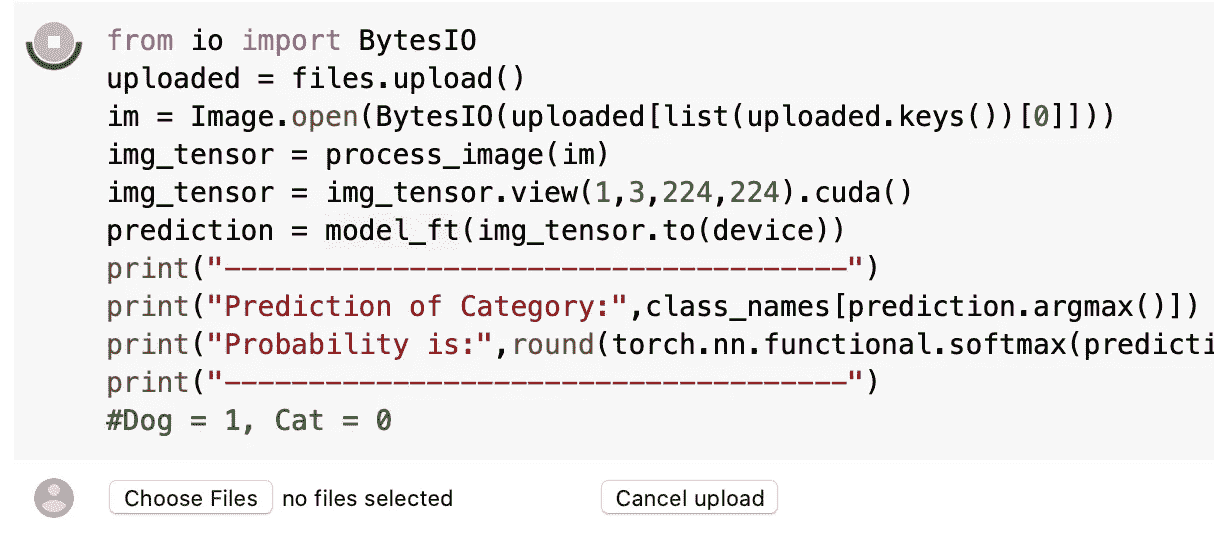 from io import BytesIO
uploaded = files.upload()
im = Image.open(BytesIO(uploaded[list(uploaded.keys())[0]]))
img_tensor = process_image(im)
img_tensor = img_tensor.view(1,3,224,224).cuda()
prediction = model_ft(img_tensor.to(device))
print("-------------------------------------")
print("Prediction of Category:",class_names[prediction.argmax()])
print("Probability is:",round(torch.nn.functional.softmax(predicti
print("-------------------------------------")
#Dog = 1, Cat = 0
Choose Files no files selected Cancel upload